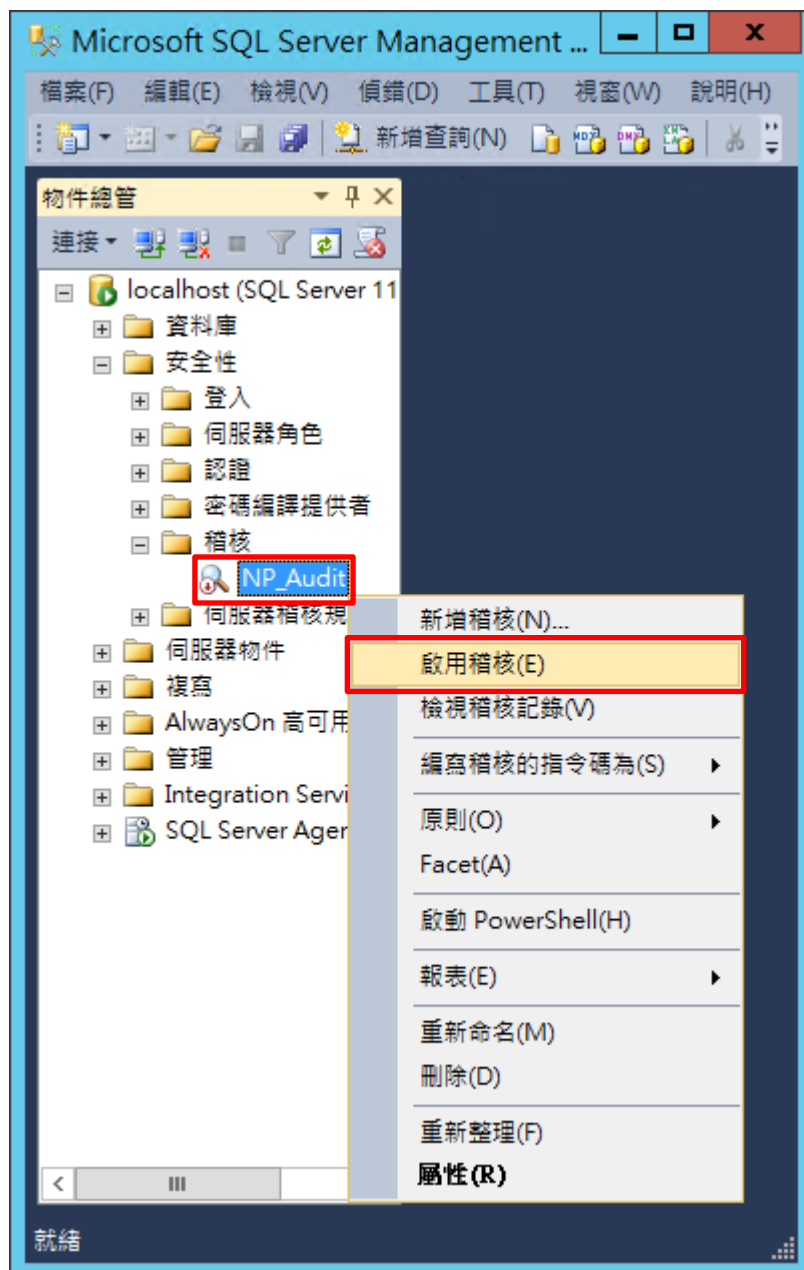 Microsoft SQL Server Management ...
檔案(F) 編輯(E) 檢視(V) 偵錯(D) 工具(T) 視窗(W) 說明(H)
新增查詢(N)
物件總管
連接
localhost (SQL Server 11
資料庫
安全性
登入
伺服器角色
認證
密碼編譯提供者
稽核
NP_Audit
伺服器稽核規
伺服器物件
複寫
AlwaysOn 高可用
管理
Integration Servi
SQL Server Agen
新增稽核(N)...
啟用稽核(E)
檢視稽核記錄(V)
編寫稽核的指令碼為(S)
原則(O)
Facet(A)
啟動 PowerShell(H)
報表(E)
重新命名(M)
刪除(D)
重新整理(F)
屬性(R)
就緒